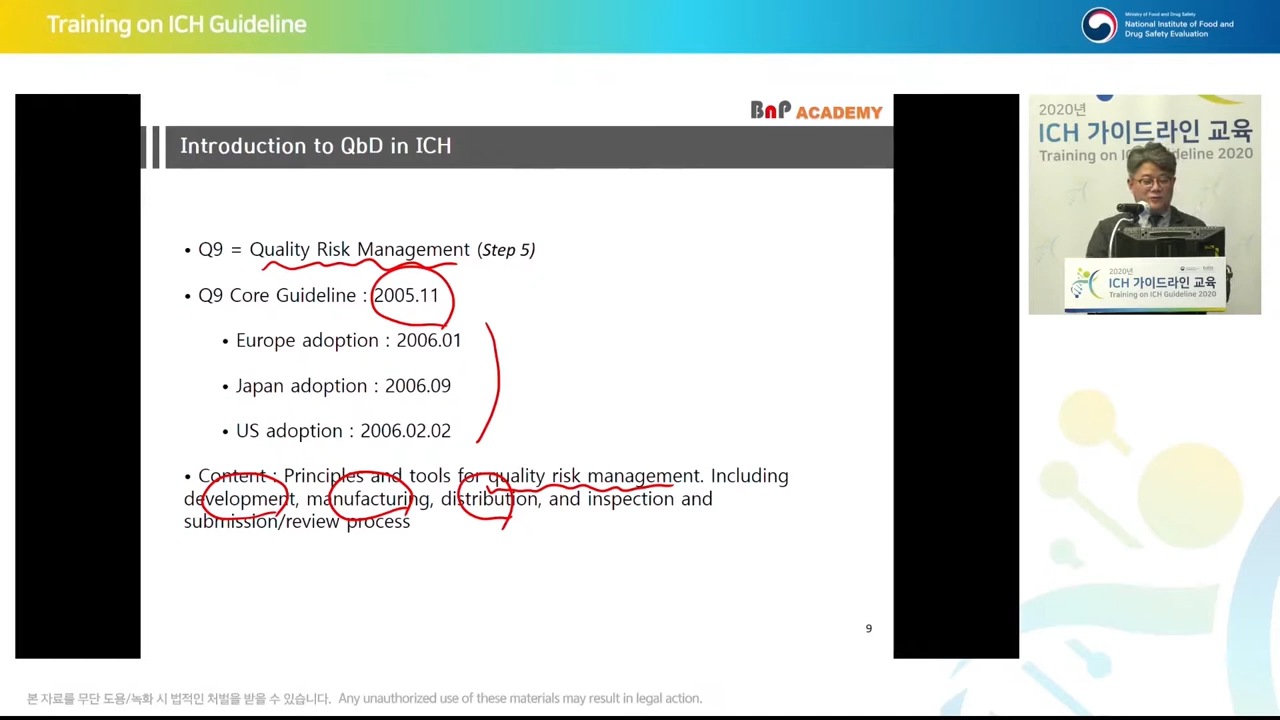 Training on ICH Guideline
Ministry of Food and Drug Safety
National Institute of Food and
Drug Safety Evaluation
BnP ACADEMY
Introduction to QbD in ICH
• Q9 = Quality Risk Management (Step 5)
• Q9 Core Guideline : 2005.11
• Europe adoption : 2006.01
• Japan adoption : 2006.09
• US adoption : 2006.02.02
• Content : Principles and tools for quality risk management. Including
development, manufacturing, distribution, and inspection and
submission/review process
9
2020년
ICH 가이드라인 교육
Training on ICH Guideline 2020
2020년
ICH 가이드라인 교육
Training on ICH Guideline 2020
본 자료를 무단 도용/녹화 시 법적인 처벌을 받을 수 있습니다. Any unauthorized use of these materials may result in legal action.